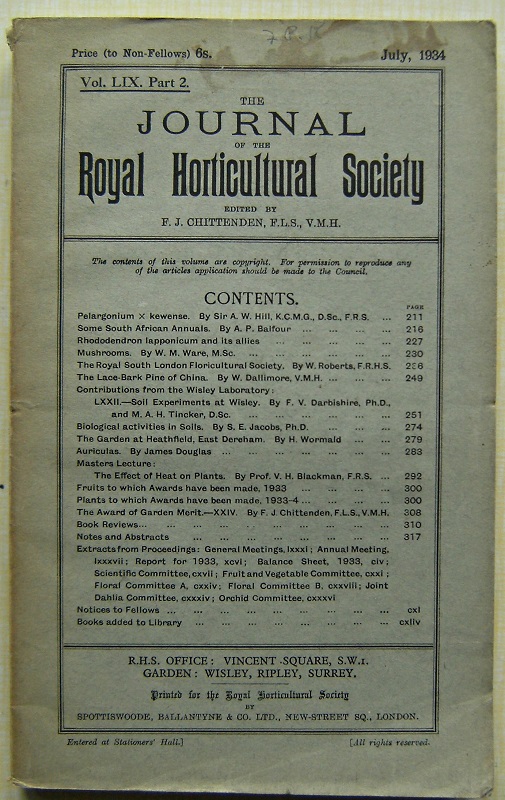 Price (to Non-Fellows) 6s. July, 1934
Vol. LIX. Part 2.
THE
JOURNAL
OF THE
Royal Horticultural Society
EDITED BY
F. J. CHITTENDEN, F.L.S., V.M.H.
The contents of this volume are copyright. For permission to reproduce any
of the articles application should be made to the Council.
CONTENTS.
PAGE
Pelargonium × kewense. By Sir A. W. Hill, K.C.M.G., D.Sc., F.R.S. ... 211
Some South African Annuals. By A. P. Balfour ... ... ... ... 216
Rhododendron lapponicum and its allies ... ... ... ... 227
Mushrooms. By W. M. Ware, M.Sc. ... ... ... ... ... 230
The Royal South London Floricultural Society. By W. Roberts, F.R.H.S. 236
The Lace-Bark Pine of China. By W. Dallimore, V.M.H. ... ... ... 249
Contributions from the Wisley Laboratory:
LXXII.—Soil Experiments at Wisley. By F. V. Darbishire, Ph.D.,
and M. A. H. Tincker, D.Sc. ... ... ... ... ... 251
Biological activities in Soils. By S. E. Jacobs, Ph.D. ... ... ... 274
The Garden at Heathfield, East Dereham. By H. Wormald ... ... 279
Auriculas. By James Douglas ... ... ... ... ... ... 283
Masters Lecture:
The Effect of Heat on Plants. By Prof. V. H. Blackman, F.R.S. ... 292
Fruits to which Awards have been made, 1933 ... ... ... ... 300
Plants to which Awards have been made, 1933-4 ... ... ... ... 300
The Award of Garden Merit.—XXIV. By F. J. Chittenden, F.L.S., V.M.H. 308
Book Reviews... ... ... ... ... ... ... ... 310
Notes and Abstracts ... ... ... ... ... ... ... 317
Extracts from Proceedings: General Meetings, lxxxi; Annual Meeting,
lxxxvii; Report for 1933, xcvi; Balance Sheet, 1933, civ;
Scientific Committee, cxvii; Fruit and Vegetable Committee, cxxi;
Floral Committee A, cxxiv; Floral Committee B, cxxviii; Joint
Dahlia Committee, cxxxiv; Orchid Committee, cxxxvi
Notices to Fellows ... ... ... ... ... ... ... cxl
Books added to Library ... ... ... ... ... ... cxliv
R.H.S. OFFICE: VINCENT SQUARE, S.W.1.
GARDEN: WISLEY, RIPLEY, SURREY.
Printed for the Royal Horticultural Society
BY
SPOTTISWOODE, BALLANTYNE & CO. LTD., NEW-STREET SQ., LONDON.
Entered at Stationers' Hall.] [All rights reserved.